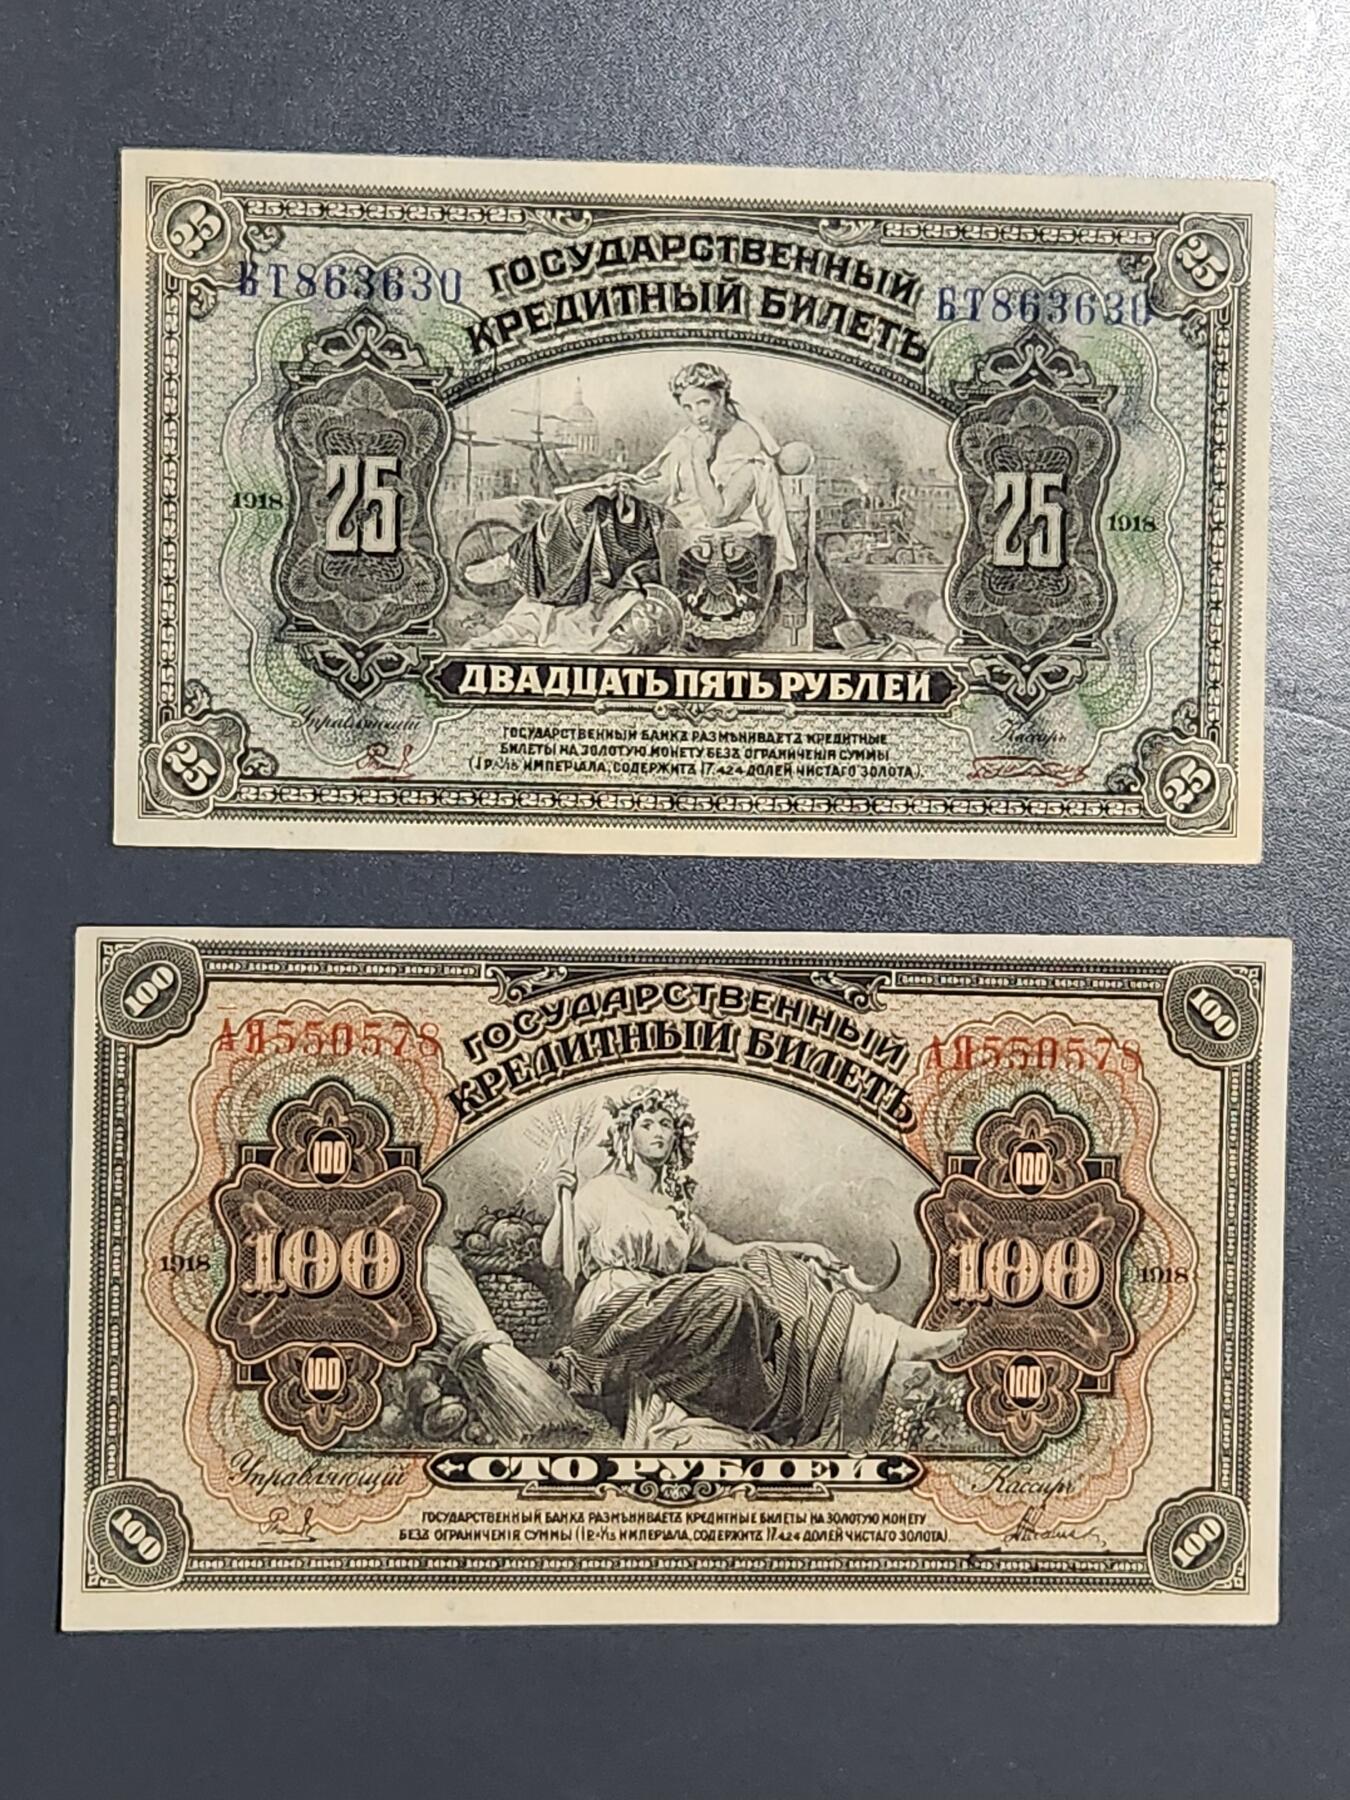 25 25
БТ863630 БТ863630
ГОСУДАРСТВЕННЫЙ
КРЕДИТНЫЙ БИЛЕТЪ
25 25
1918 1918
ДВАДЦАТЬ ПЯТЬ РУБЛЕЙ
Управляющий Кассиръ
ГОСУДАРСТВЕННЫЙ БАНКЪ РАЗМѢНИВАЕТЪ КРЕДИТНЫЕ
БИЛЕТЫ НА ЗОЛОТУЮ МОНЕТУ БЕЗЪ ОГРАНИЧЕНІЯ СУММЫ
(1 Р.=1/15 ИМПЕРІАЛА, СОДЕРЖИТЪ 17.424 ДОЛЕЙ ЧИСТАГО ЗОЛОТА).
25 25
100 100
АЯ550578 АЯ550578
ГОСУДАРСТВЕННЫЙ
КРЕДИТНЫЙ БИЛЕТЪ
100 100
100 100
1918 1918
100 100
СТО РУБЛЕЙ
Управляющий Кассиръ
ГОСУДАРСТВЕННЫЙ БАНКЪ РАЗМѢНИВАЕТЪ КРЕДИТНЫЕ БИЛЕТЫ НА ЗОЛОТУЮ МОНЕТУ
БЕЗЪ ОГРАНИЧЕНІЯ СУММЫ (1 Р.=1/15 ИМПЕРІАЛА, СОДЕРЖИТЪ 17.424 ДОЛЕЙ ЧИСТАГО ЗОЛОТА).
100 100